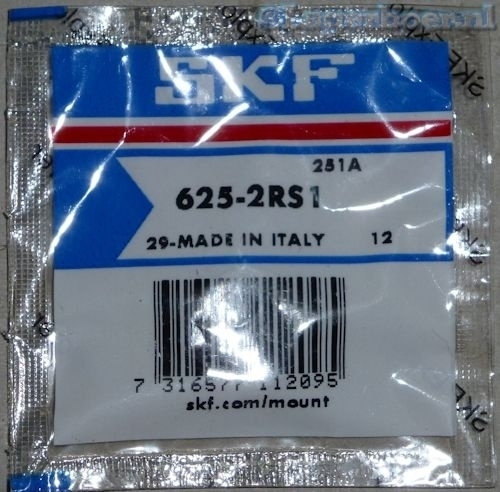 SKF
251A
625-2RS1
29-MADE IN ITALY 12
7 316577 112095
skf.com/mount